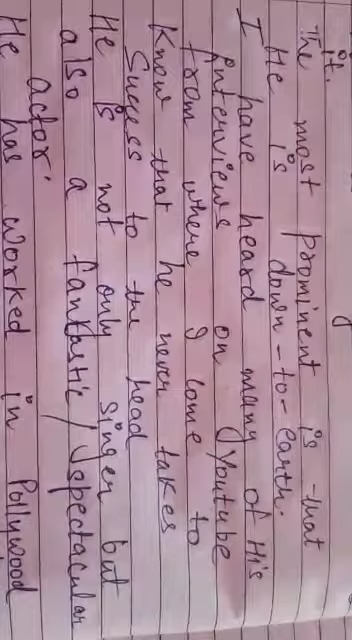 it.
The most prominent is that
He is down-to-earth.
I have heard many of His
interviews on Youtube
from where I come to
Know that he never takes
Sucess to the head
He is not only singer but
also a fantastic/spectacular
actor.
He has worked in Pollywood